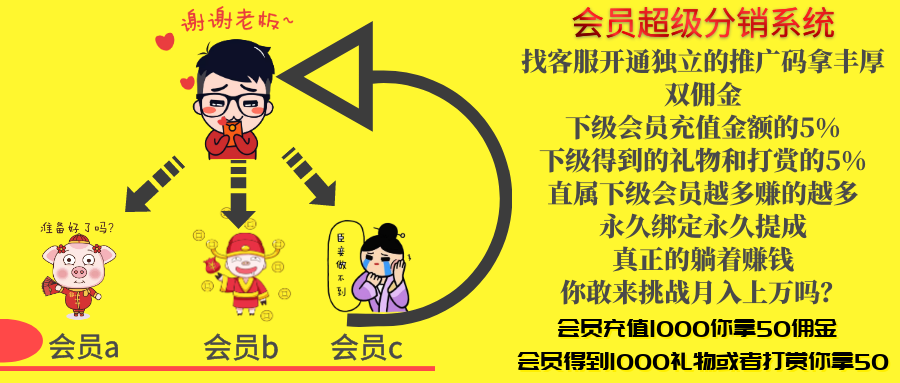 谢谢老板~
会员超级分销系统
找客服开通独立的推广码拿丰厚
双佣金
下级会员充值金额的5%
下级得到的礼物和打赏的5%
直属下级会员越多赚的越多
永久绑定永久提成
真正的躺着赚钱
你敢来挑战月入上万吗?
会员充值1000你拿50佣金
会员得到1000礼物或者打赏你拿50
准备好了吗?
臣妾做不到
会员a
会员b
会员c